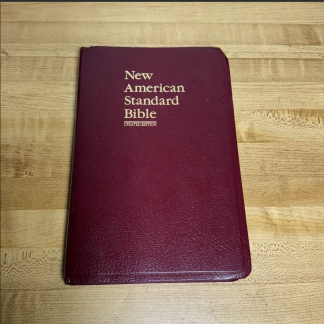 New
American
Standard
Bible
UPDATED EDITION